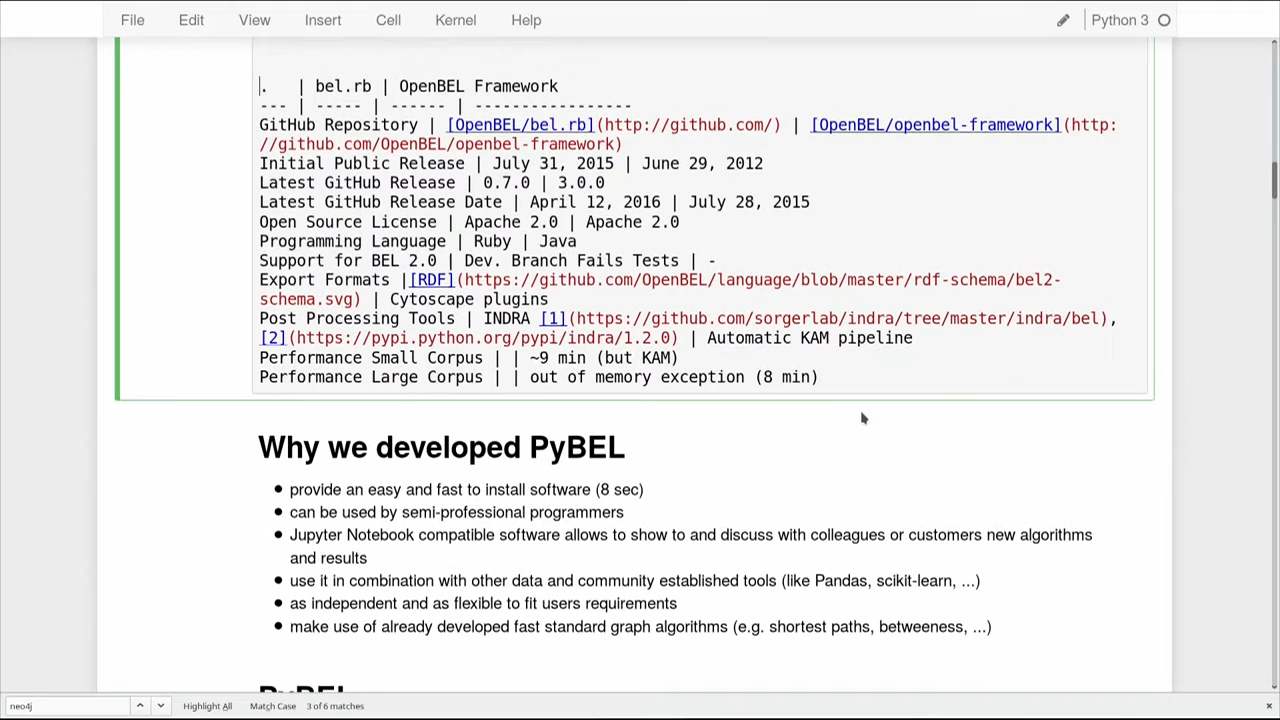 File Edit View Insert Cell Kernel Help Python 3
. | bel.rb | OpenBEL Framework
--- | ----- | ------ | -----------------
GitHub Repository | [OpenBEL/bel.rb](http://github.com/) | [OpenBEL/openbel-framework](http:
//github.com/OpenBEL/openbel-framework)
Initial Public Release | July 31, 2015 | June 29, 2012
Latest GitHub Release | 0.7.0 | 3.0.0
Latest GitHub Release Date | April 12, 2016 | July 28, 2015
Open Source License | Apache 2.0 | Apache 2.0
Programming Language | Ruby | Java
Support for BEL 2.0 | Dev. Branch Fails Tests | -
Export Formats |[RDF](https://github.com/OpenBEL/language/blob/master/rdf-schema/bel2-
schema.svg) | Cytoscape plugins
Post Processing Tools | INDRA [1](https://github.com/sorgerlab/indra/tree/master/indra/bel),
[2](https://pypi.python.org/pypi/indra/1.2.0) | Automatic KAM pipeline
Performance Small Corpus | | ~9 min (but KAM)
Performance Large Corpus | | out of memory exception (8 min)
Why we developed PyBEL
● provide an easy and fast to install software (8 sec)
● can be used by semi-professional programmers
● Jupyter Notebook compatible software allows to show to and discuss with colleagues or customers new algorithms
and results
● use it in combination with other data and community established tools (like Pandas, scikit-learn, ...)
● as independent and as flexible to fit users requirements
● make use of already developed fast standard graph algorithms (e.g. shortest paths, betweeness, ...)
PyBEL
neo4j Highlight All Match Case 3 of 6 matches